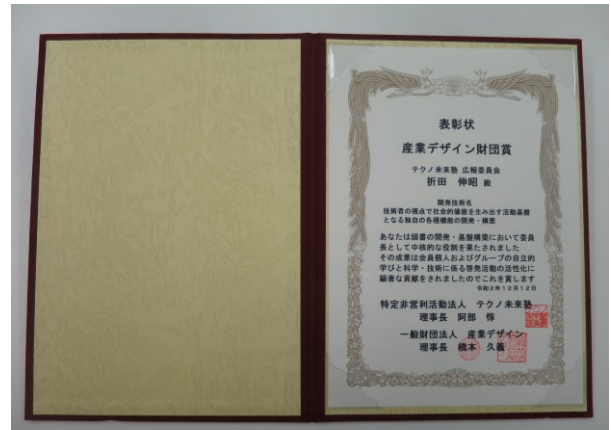 表彰状
産業デザイン財団賞
テクノ未来塾 広報委員会
折田 伸昭 殿
開発技術名
技術者の視点で社会的価値を生み出す活動基盤
となる独自の各種機能の開発・構築
あなたは頭書の開発・基盤構築において委員
長として中核的な役割を果たされました
その成果は会員個人およびグループの自立的
学びと科学・技術に係る啓発活動の活性化に
顕著な貢献をされましたのでこれを賞します
令和2年12月12日
特定非営利活動法人 テクノ未来塾
理事長 阿部 惇
一般財団法人 産業デザイン
理事長 橋本 久義